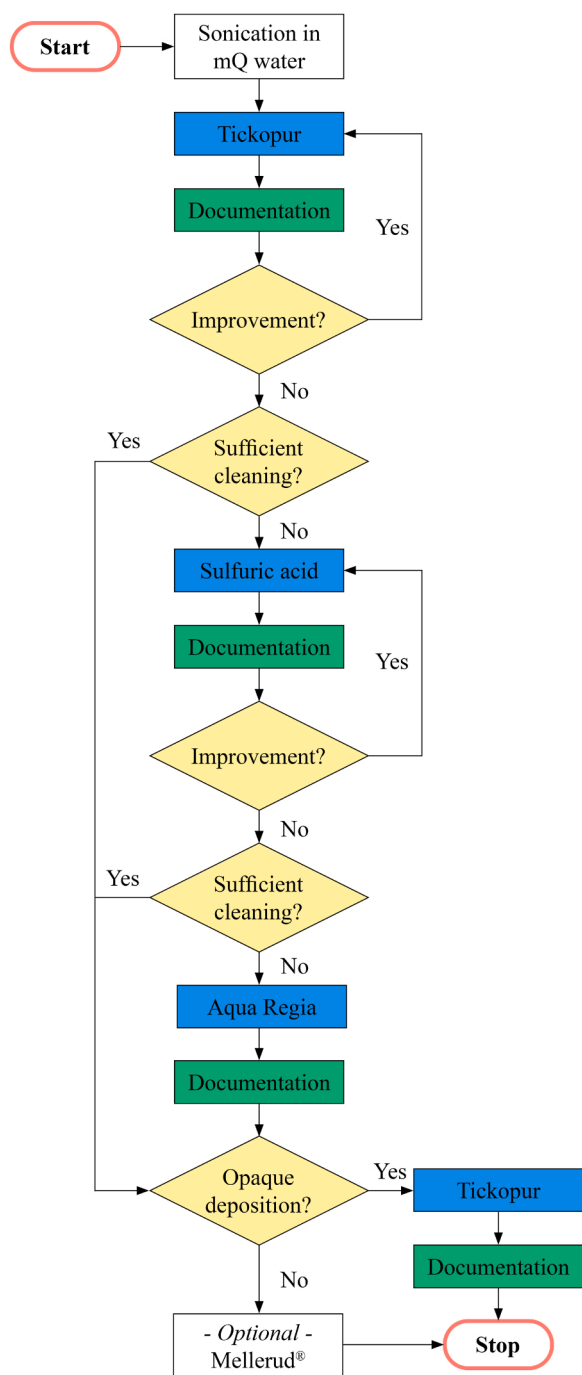 Start
Sonication in
mQ water
Tickopur
Documentation
Yes
Improvement?
No
Yes
Sufficient
cleaning?
No
Sulfuric acid
Documentation
Yes
Improvement?
No
Yes
Sufficient
cleaning?
No
Aqua Regia
Documentation
Opaque
deposition?
Yes
Tickopur
Documentation
No
- Optional -
Mellerud®
Stop